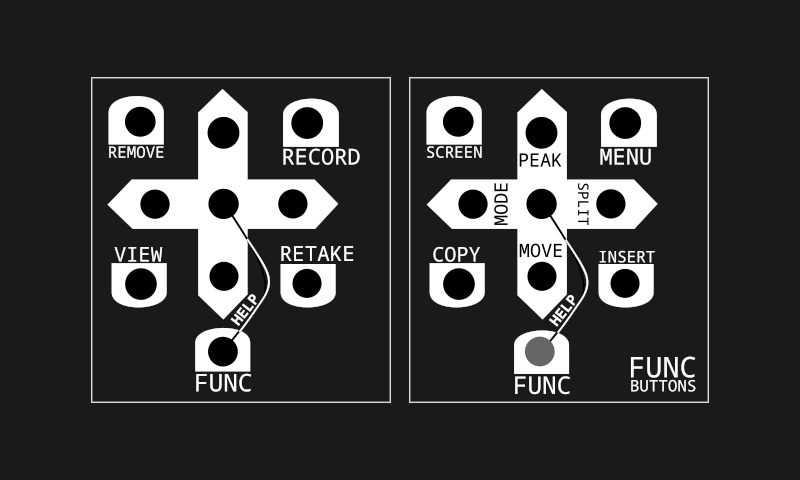 REMOVE
RECORD
VIEW
RETAKE
HELP
FUNC
SCREEN
PEAK
MENU
MODE
SPLIT
COPY
MOVE
INSERT
HELP
FUNC
FUNC
BUTTONS